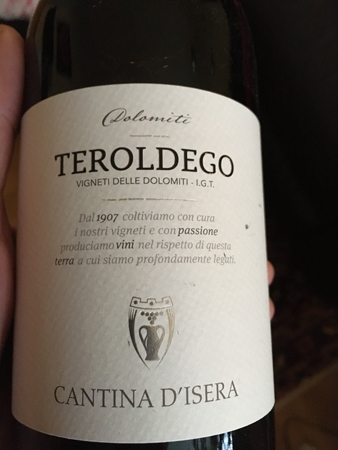 Dolomiti
TEROLDEGO
VIGNETI DELLE DOLOMITI - I.G.T.
Dal 1907 coltiviamo con cura
i nostri vigneti e con passione
produciamo vini nel rispetto di questa
terra a cui siamo profondamente legati.
CANTINA D'ISERA